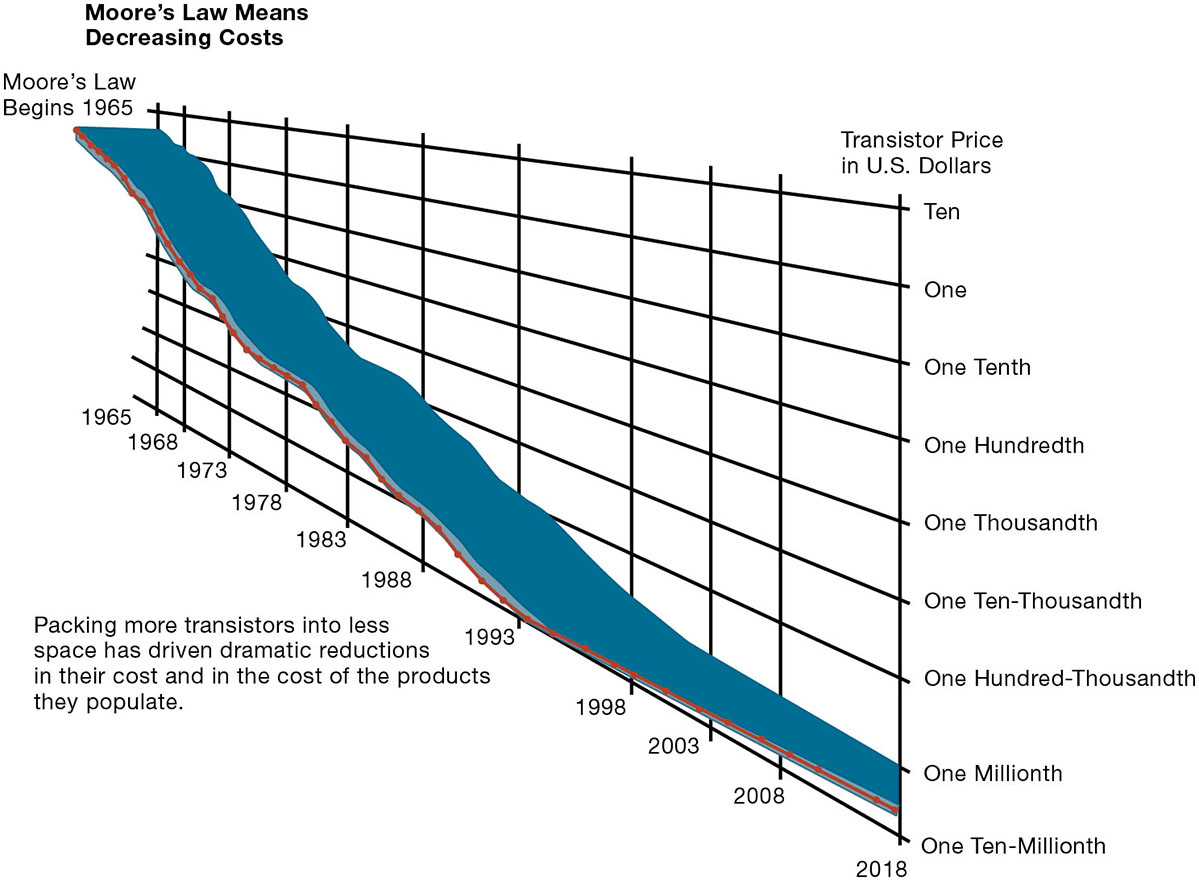 Moore’s Law Means
Decreasing Costs
Moore’s Law
Begins 1965
Transistor Price
in U.S. Dollars
Ten
One
One Tenth
One Hundredth
One Thousandth
One Ten-Thousandth
One Hundred-Thousandth
One Millionth
One Ten-Millionth
1965
1968
1973
1978
1983
1988
1993
1998
2003
2008
2018
Packing more transistors into less
space has driven dramatic reductions
in their cost and in the cost of the products
they populate.